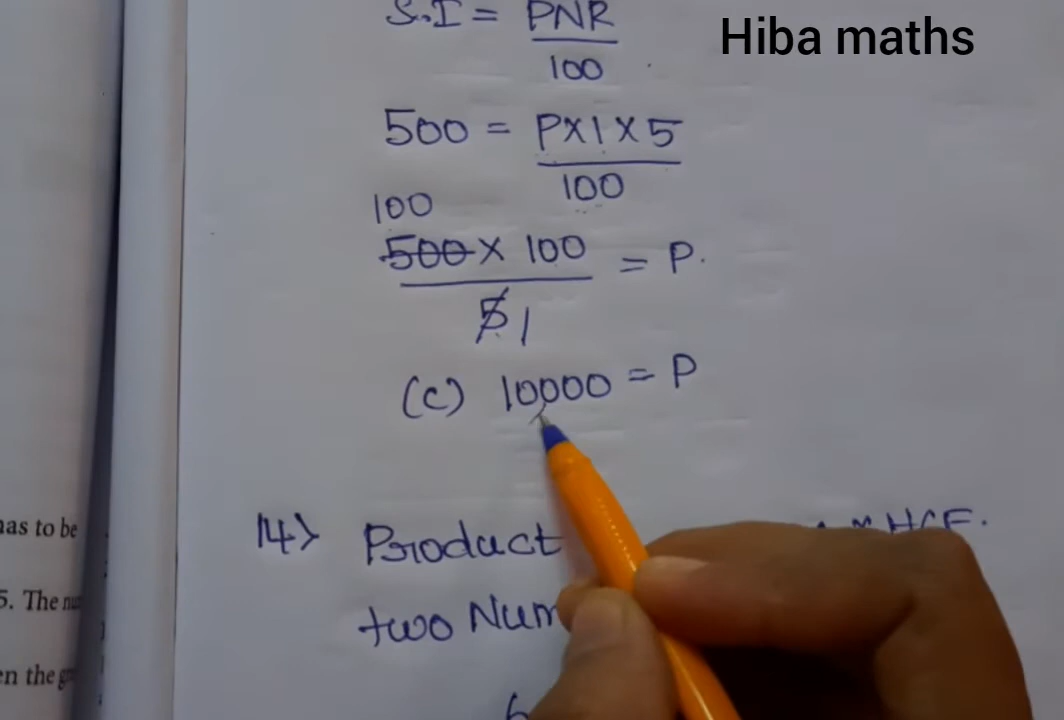 Hiba maths
S.I = PNR
100
500 = P×1×5
100
100
500 × 100 = P.
5 1
(c) 10000 = P
14> Product HCF.
two Num
as to be
5. The nu
en the g